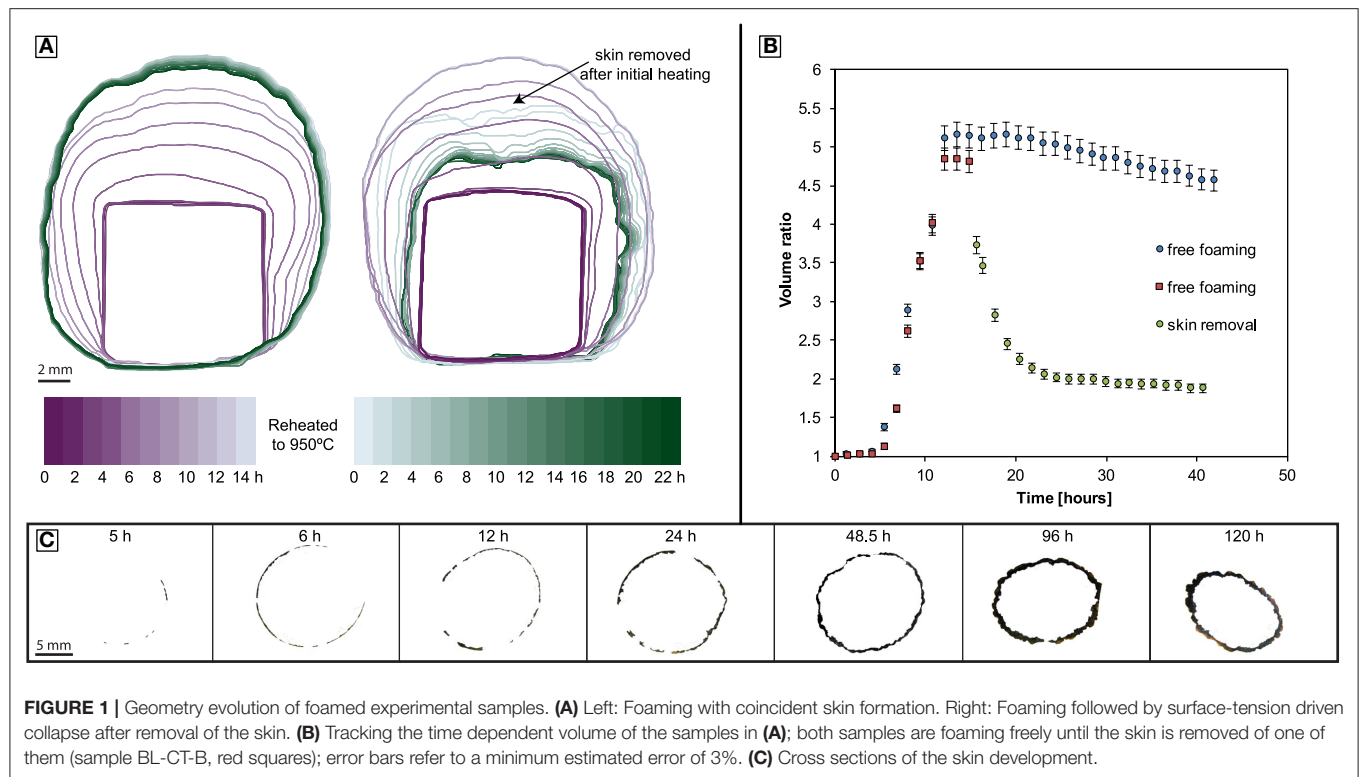 A
skin removed
after initial heating
2 mm
Reheated
to 950ºC
0 2 4 6 8 10 12 14 h
0 2 4 6 8 10 12 14 16 18 20 22 h
B
6
5.5
5
4.5
4
3.5
3
2.5
2
1.5
1
Volume ratio
0 10 20 30 40 50
Time [hours]
free foaming
free foaming
skin removal
C
5 h
6 h
12 h
24 h
48.5 h
96 h
120 h
5 mm
FIGURE 1 | Geometry evolution of foamed experimental samples. (A) Left: Foaming with coincident skin formation. Right: Foaming followed by surface-tension driven
collapse after removal of the skin. (B) Tracking the time dependent volume of the samples in (A); both samples are foaming freely until the skin is removed of one of
them (sample BL-CT-B, red squares); error bars refer to a minimum estimated error of 3%. (C) Cross sections of the skin development.